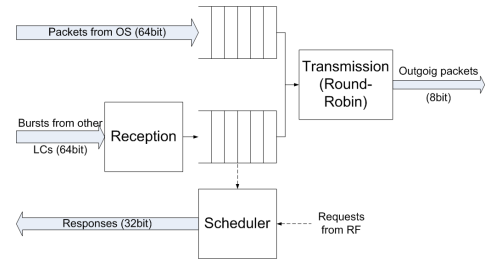 Packets from OS (64bit)
Transmission
(Round-
Robin)
Outgoig packets
(8bit)
Bursts from other
LCs (64bit)
Reception
Scheduler
Responses (32bit)
Requests
from RF